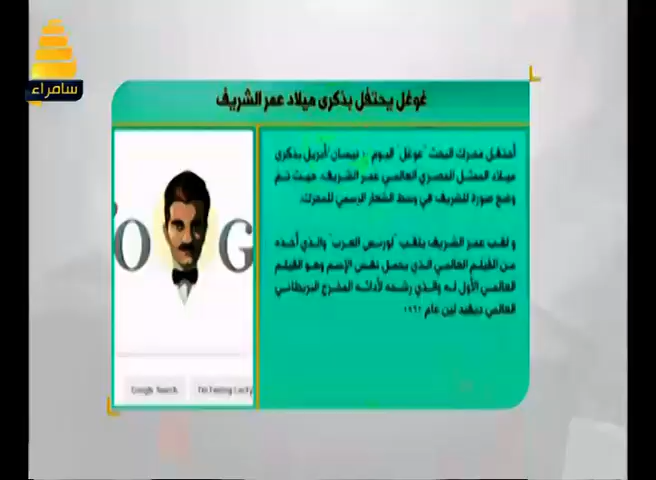 سامراء
غوغل يحتفل بذكرى ميلاد عمر الشريف
أحتفل محرك البحث "غوغل" اليوم نيسان/أبريل بذكرى
ميلاد الممثل المصري العالمي عمر الشريف، حيث تم
وضع صورة للشريف في وسط الشعار الرسمي للمحرك.
و لقب عمر الشريف بلقب "لورنس العرب" والذي أخذه
من الفيلم العالمي الذي يحمل نفس الإسم وهو الفيلم
العالمي الأول له والذي رشحه لأدائه المخرج البريطاني
العالمي ديفيد لين عام ١٩٦٢
O G
Google Search I'm Feeling Lucky